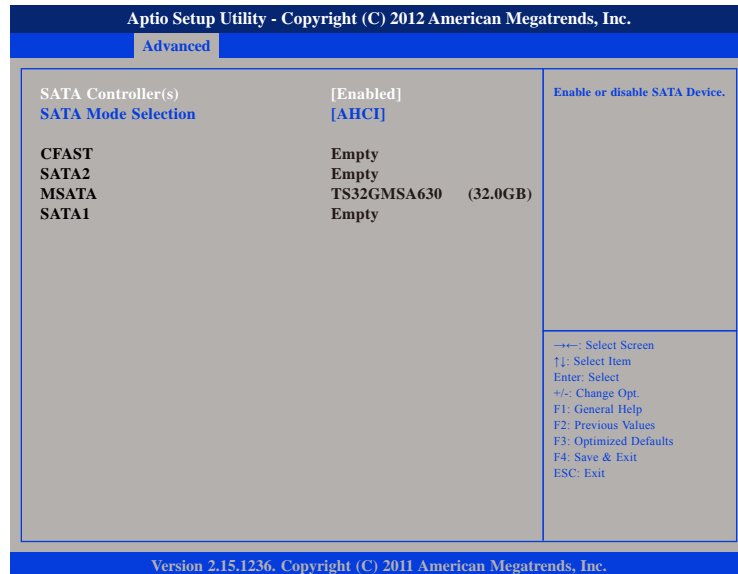 Aptio Setup Utility - Copyright (C) 2012 American Megatrends, Inc.
Advanced
SATA Controller(s) [Enabled]
SATA Mode Selection [AHCI]
CFAST Empty
SATA2 Empty
MSATA TS32GMSA630 (32.0GB)
SATA1 Empty
Enable or disable SATA Device.
→←: Select Screen
↑↓: Select Item
Enter: Select
+/-: Change Opt.
F1: General Help
F2: Previous Values
F3: Optimized Defaults
F4: Save & Exit
ESC: Exit
Version 2.15.1236. Copyright (C) 2011 American Megatrends, Inc.